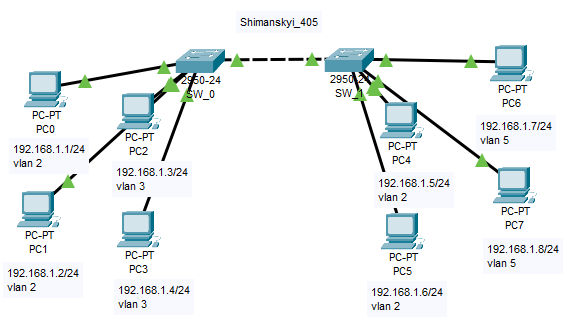 Shimanskyi_405
2950-24
SW_0
2950-24
SW_
PC-PT
PC0
192.168.1.1/24
vlan 2
PC-PT
PC2
192.168.1.3/24
vlan 3
PC-PT
PC1
192.168.1.2/24
vlan 2
PC-PT
PC3
192.168.1.4/24
vlan 3
PC-PT
PC4
192.168.1.5/24
vlan 2
PC-PT
PC6
192.168.1.7/24
vlan 5
PC-PT
PC5
192.168.1.6/24
vlan 2
PC-PT
PC7
192.168.1.8/24
vlan 5